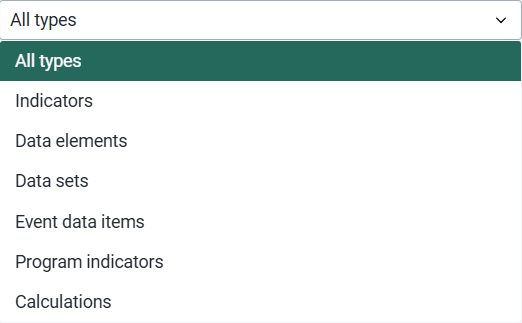 All types
All types
Indicators
Data elements
Data sets
Event data items
Program indicators
Calculations